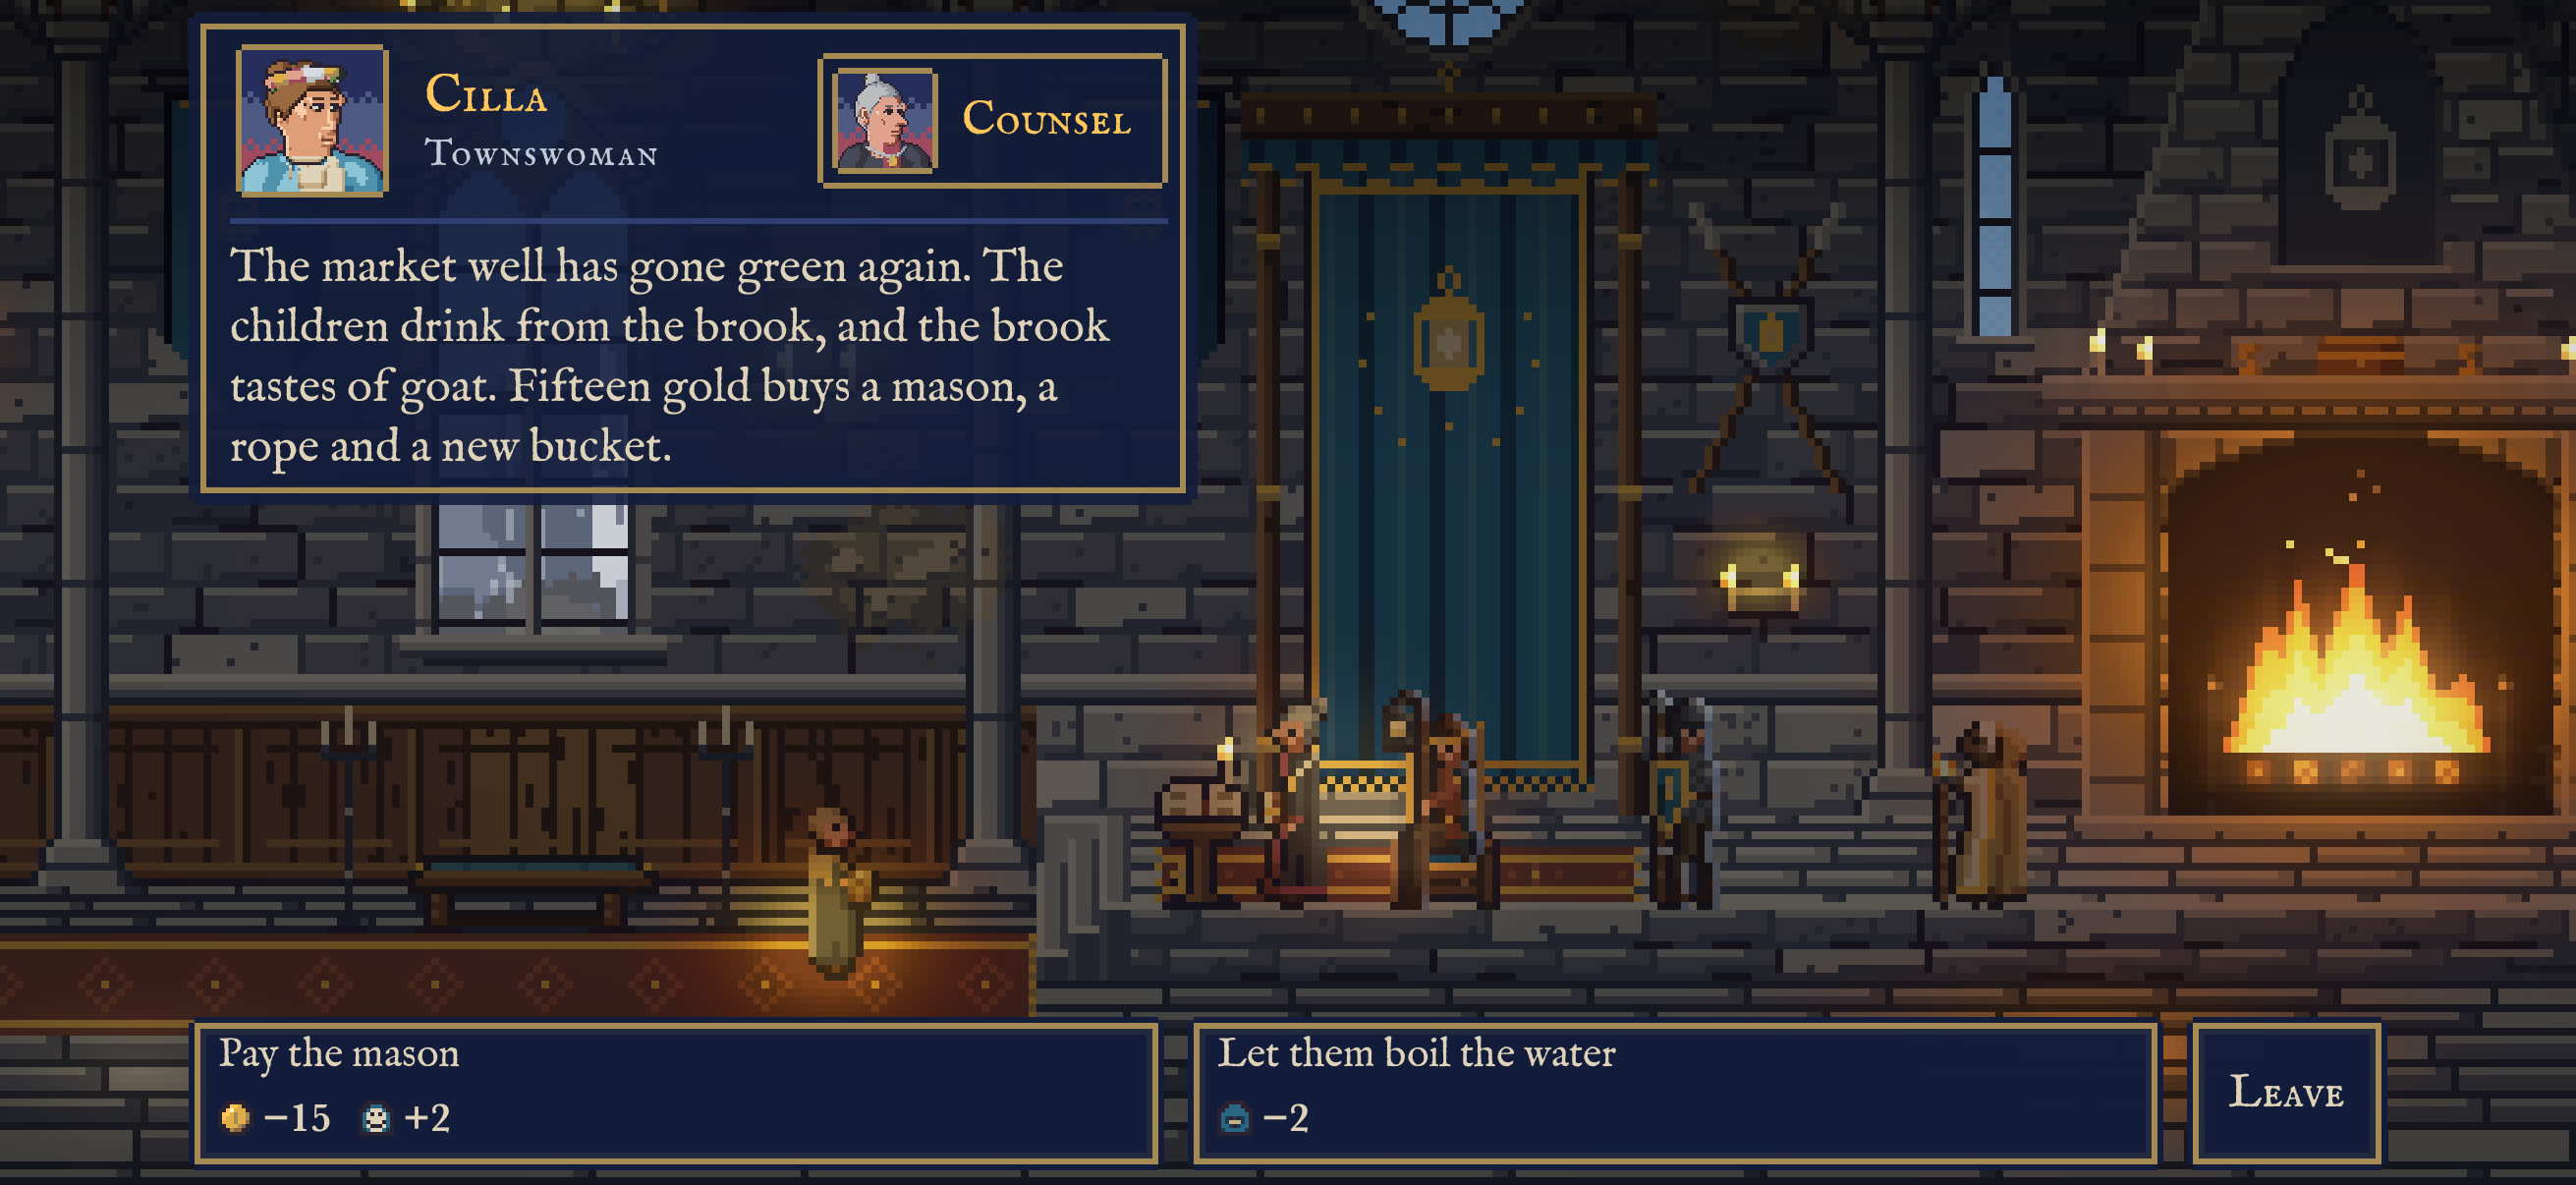 Cilla
Townswoman
Counsel
The market well has gone green again. The
children drink from the brook, and the brook
tastes of goat. Fifteen gold buys a mason, a
rope and a new bucket.
Pay the mason
−15 +2
Let them boil the water
−2
Leave